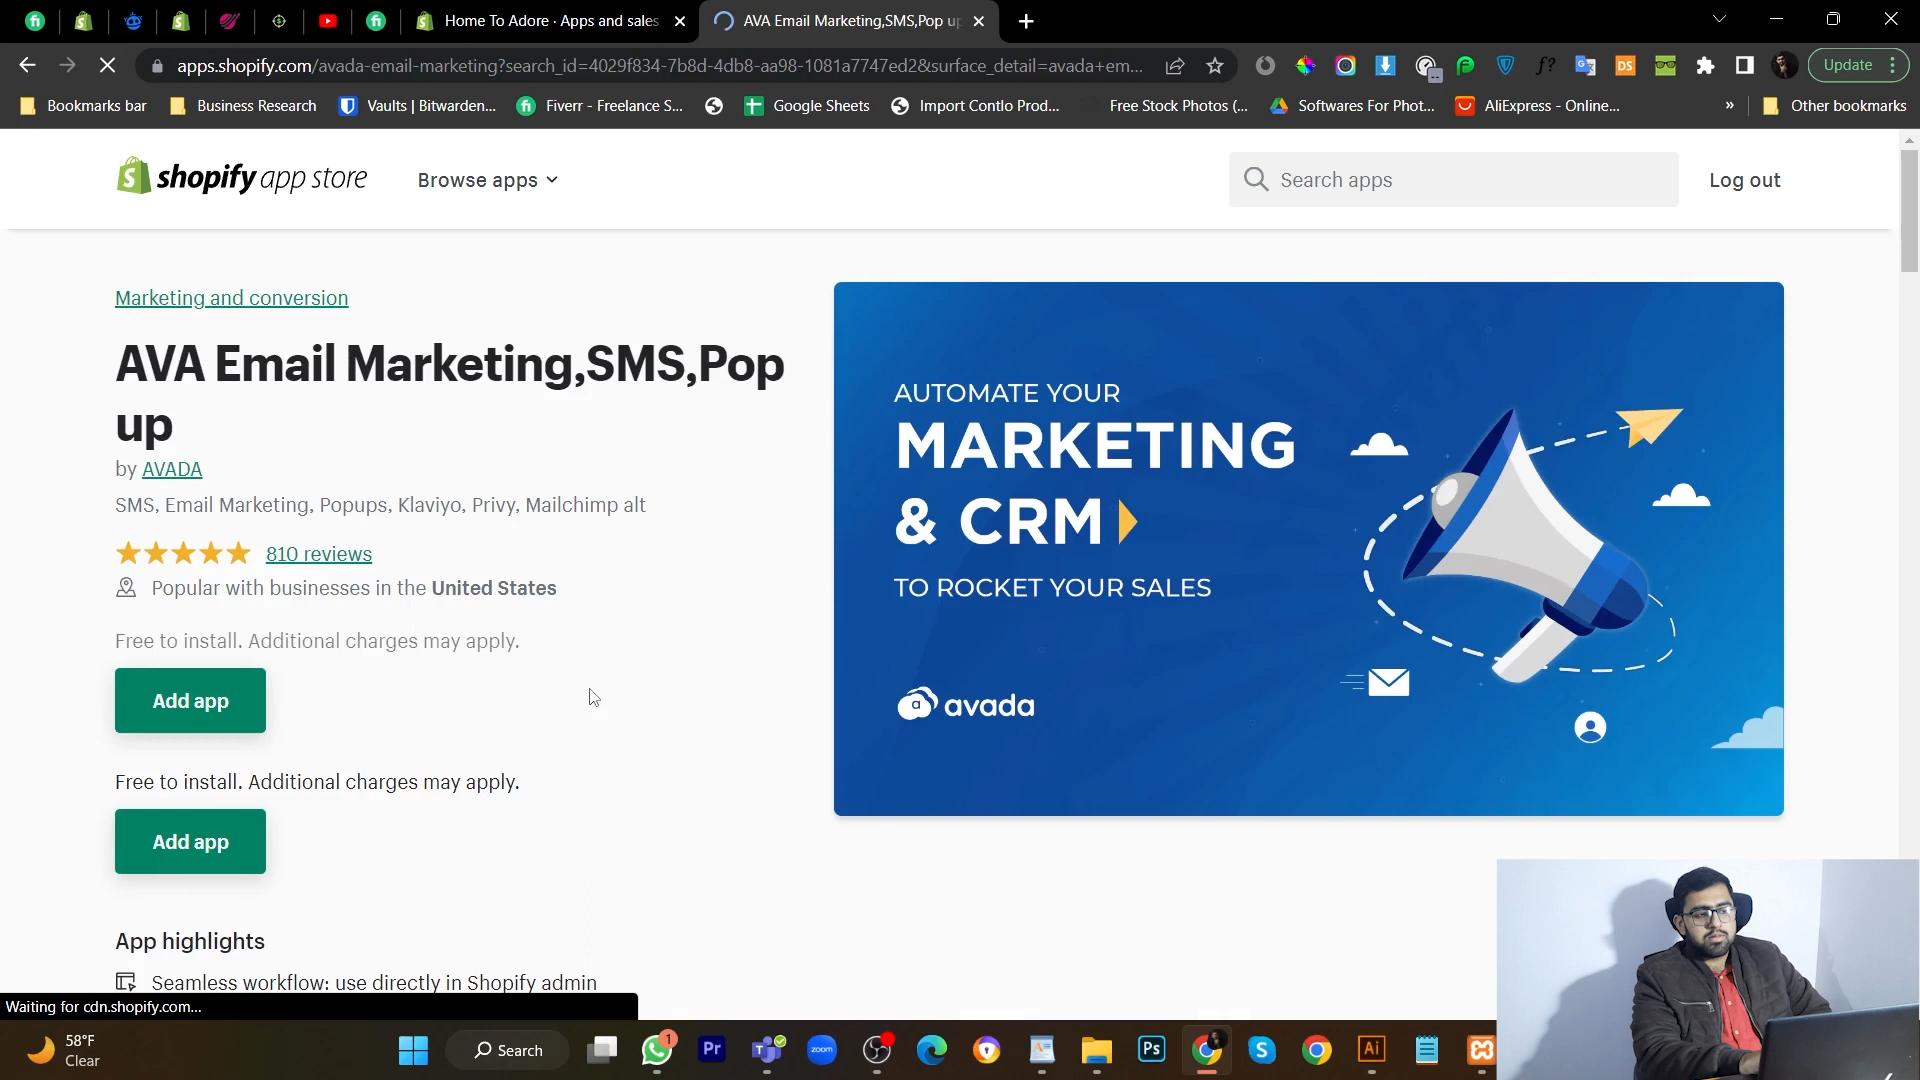 Home To Adore · Apps and sales
AVA Email Marketing,SMS,Pop up
apps.shopify.com/avada-email-marketing?search_id=4029f834-7b8d-4db8-aa98-1081a7747ed2&surface_detail=avada+em...
Update
Bookmarks bar
Business Research
Vaults | Bitwarden...
Fiverr - Freelance S...
Google Sheets
Import Contlo Prod...
Free Stock Photos (...
Softwares For Phot...
AliExpress - Online...
»
Other bookmarks
shopify app store
Browse apps
Search apps
Log out
Marketing and conversion
AVA Email Marketing,SMS,Pop
up
by AVADA
SMS, Email Marketing, Popups, Klaviyo, Privy, Mailchimp alt
810 reviews
Popular with businesses in the United States
Free to install. Additional charges may apply.
Add app
Free to install. Additional charges may apply.
Add app
App highlights
Seamless workflow: use directly in Shopify admin
AUTOMATE YOUR
MARKETING
& CRM
TO ROCKET YOUR SALES
avada
Waiting for cdn.shopify.com...
58°F
Clear
Search
1
Pr
zoom
Ps
S
Ai